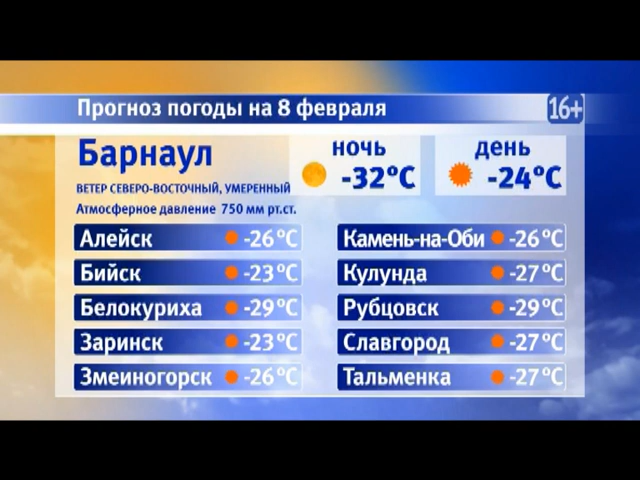 Прогноз погоды на 8 февраля
16+
Барнаул
ночь
-32°C
день
-24°C
ВЕТЕР СЕВЕРО-ВОСТОЧНЫЙ, УМЕРЕННЫЙ
Атмосферное давление 750 мм рт.ст.
Алейск -26°C
Бийск -23°C
Белокуриха -29°C
Заринск -23°C
Змеиногорск -26°C
Камень-на-Оби -26°C
Кулунда -27°C
Рубцовск -29°C
Славгород -27°C
Тальменка -27°C